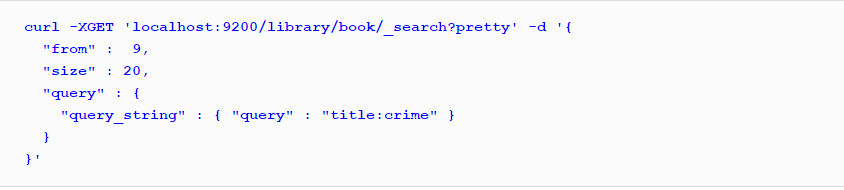 curl -XGET 'localhost:9200/library/book/_search?pretty' -d '{
  "from" :  9,
  "size" : 20,
  "query" : {
    "query_string" : { "query" : "title:crime" }
  }
}'